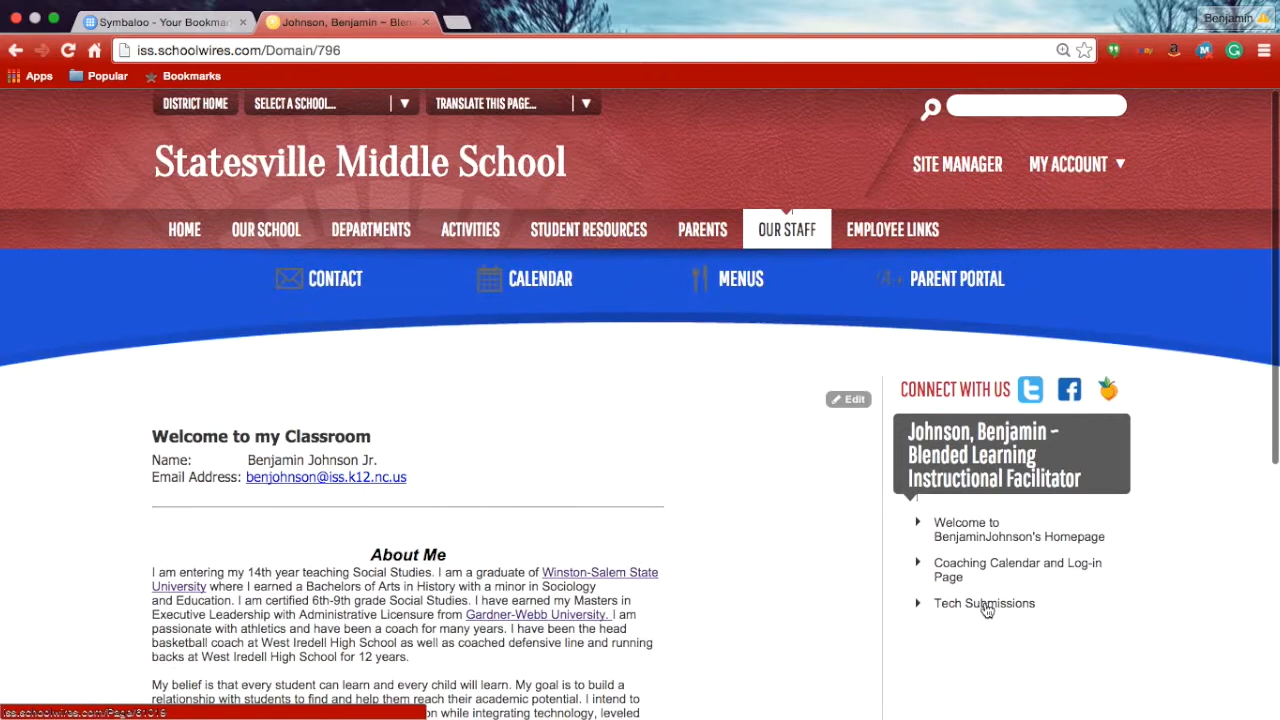 Symbaloo - Your Bookmar
Johnson, Benjamin ~ Blen
Benjamin
iss.schoolwires.com/Domain/796
Apps
Popular
Bookmarks
DISTRICT HOME
SELECT A SCHOOL...
TRANSLATE THIS PAGE...
Statesville Middle School
SITE MANAGER
MY ACCOUNT
HOME
OUR SCHOOL
DEPARTMENTS
ACTIVITIES
STUDENT RESOURCES
PARENTS
OUR STAFF
EMPLOYEE LINKS
CONTACT
CALENDAR
MENUS
A+
PARENT PORTAL
Edit
Welcome to my Classroom
Name: Benjamin Johnson Jr.
Email Address: benjohnson@iss.k12.nc.us
About Me
I am entering my 14th year teaching Social Studies. I am a graduate of Winston-Salem State
University where I earned a Bachelors of Arts in History with a minor in Sociology
and Education. I am certified 6th-9th grade Social Studies. I have earned my Masters in
Executive Leadership with Administrative Licensure from Gardner-Webb University. I am
passionate with athletics and have been a coach for many years. I have been the head
basketball coach at West Iredell High School as well as coached defensive line and running
backs at West Iredell High School for 12 years.
My belief is that every student can learn and every child will learn. My goal is to build a
relationship with students to find and help them reach their academic potential. I intend to
on while integrating technology, leveled
CONNECT WITH US
Johnson, Benjamin ~
Blended Learning
Instructional Facilitator
Welcome to
BenjaminJohnson's Homepage
Coaching Calendar and Log-in
Page
Tech Submissions